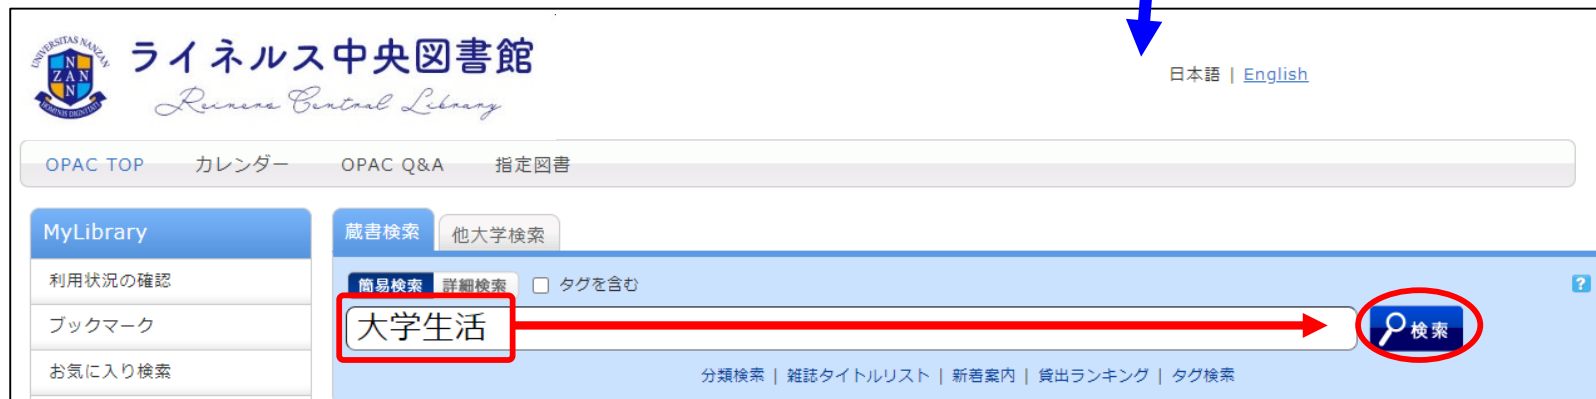 UNIVERSITAS NANZAN
NANZAN
HOMINIS DIGNITATI
ライネルス中央図書館
Reiners Central Library
日本語 | English
OPAC TOP カレンダー OPAC Q&A 指定図書
MyLibrary
利用状況の確認
ブックマーク
お気に入り検索
蔵書検索 他大学検索
簡易検索 詳細検索 タグを含む
?
大学生活
検索
分類検索 | 雑誌タイトルリスト | 新着案内 | 貸出ランキング | タグ検索